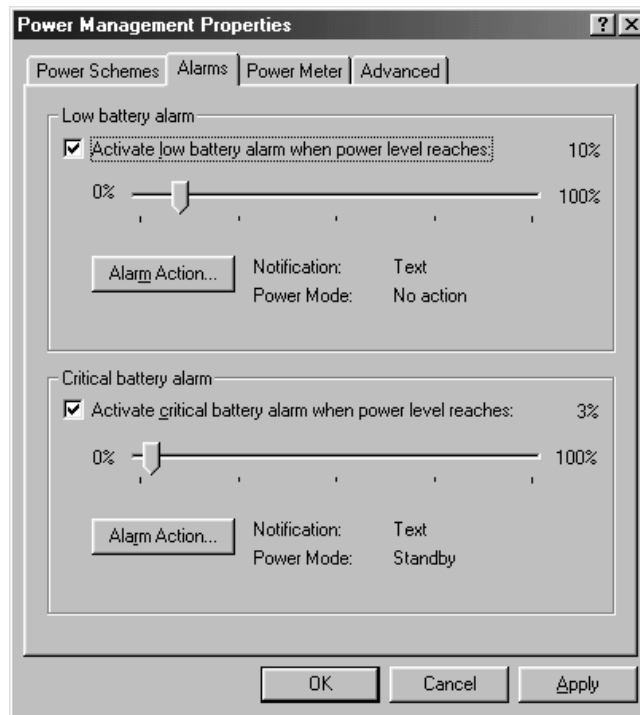 Power Management Properties
Power Schemes Alarms Power Meter Advanced
Low battery alarm
Activate low battery alarm when power level reaches: 10%
0% 100%
Alarm Action... Notification: Text
Power Mode: No action
Critical battery alarm
Activate critical battery alarm when power level reaches: 3%
0% 100%
Alarm Action... Notification: Text
Power Mode: Standby
OK Cancel Apply